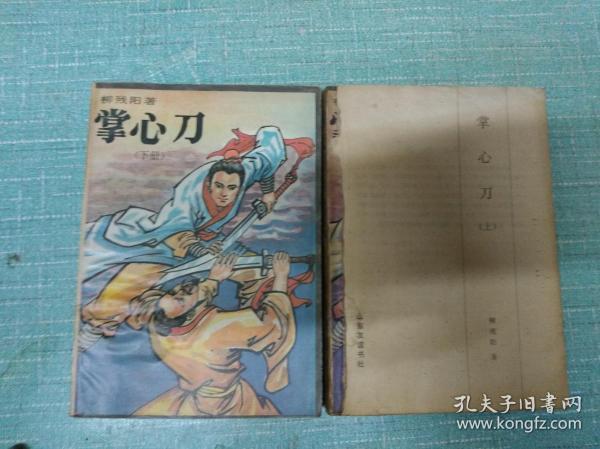 柳残阳著
掌心刀
（下册）
掌心刀
（上）
柳残阳 著
孔夫子旧书网
www.kongfz.com